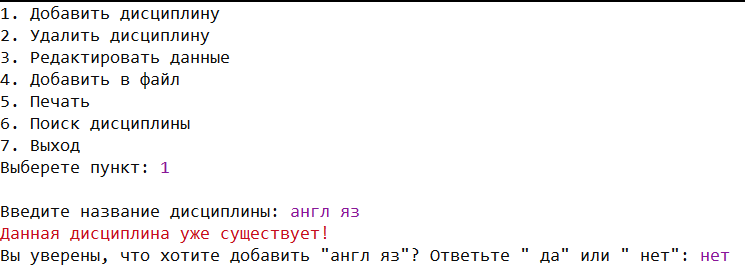 1. Добавить дисциплину
2. Удалить дисциплину
3. Редактировать данные
4. Добавить в файл
5. Печать
6. Поиск дисциплины
7. Выход
Выберете пункт: 1
Введите название дисциплины: англ яз
Данная дисциплина уже существует!
Вы уверены, что хотите добавить "англ яз"? Ответьте " да" или " нет": нет